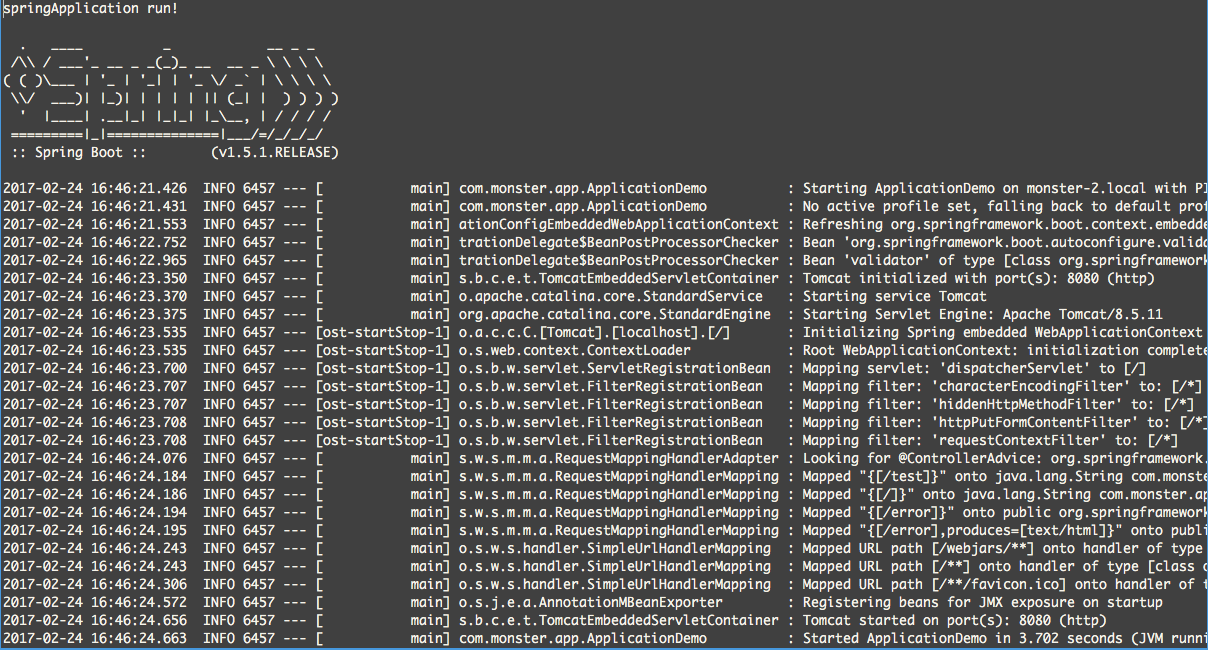 springApplication run!
  .   ____          _            __ _ _
 /\\ / ___'_ __ _ _(_)_ __  __ _ \ \ \ \
( ( )\___ | '_ | '_| | '_ \/ _` | \ \ \ \
 \\/  ___)| |_)| | | | | || (_| |  ) ) ) )
  '  |____| .__|_| |_|_| |_\__, | / / / /
 =========|_|==============|___/=/_/_/_/
 :: Spring Boot ::        (v1.5.1.RELEASE)
2017-02-24 16:46:21.426  INFO 6457 --- [           main] com.monster.app.ApplicationDemo          : Starting ApplicationDemo on monster-2.local with PI
2017-02-24 16:46:21.431  INFO 6457 --- [           main] com.monster.app.ApplicationDemo          : No active profile set, falling back to default prof
2017-02-24 16:46:21.553  INFO 6457 --- [           main] ationConfigEmbeddedWebApplicationContext : Refreshing org.springframework.boot.context.embedde
2017-02-24 16:46:22.752  INFO 6457 --- [           main] trationDelegate$BeanPostProcessorChecker : Bean 'org.springframework.boot.autoconfigure.valida
2017-02-24 16:46:22.965  INFO 6457 --- [           main] trationDelegate$BeanPostProcessorChecker : Bean 'validator' of type [class org.springframework
2017-02-24 16:46:23.350  INFO 6457 --- [           main] s.b.c.e.t.TomcatEmbeddedServletContainer : Tomcat initialized with port(s): 8080 (http)
2017-02-24 16:46:23.370  INFO 6457 --- [           main] o.apache.catalina.core.StandardService   : Starting service Tomcat
2017-02-24 16:46:23.375  INFO 6457 --- [           main] org.apache.catalina.core.StandardEngine  : Starting Servlet Engine: Apache Tomcat/8.5.11
2017-02-24 16:46:23.535  INFO 6457 --- [ost-startStop-1] o.a.c.c.C.[Tomcat].[localhost].[/]       : Initializing Spring embedded WebApplicationContext
2017-02-24 16:46:23.535  INFO 6457 --- [ost-startStop-1] o.s.web.context.ContextLoader            : Root WebApplicationContext: initialization complete
2017-02-24 16:46:23.700  INFO 6457 --- [ost-startStop-1] o.s.b.w.servlet.ServletRegistrationBean  : Mapping servlet: 'dispatcherServlet' to [/]
2017-02-24 16:46:23.707  INFO 6457 --- [ost-startStop-1] o.s.b.w.servlet.FilterRegistrationBean   : Mapping filter: 'characterEncodingFilter' to: [/*]
2017-02-24 16:46:23.707  INFO 6457 --- [ost-startStop-1] o.s.b.w.servlet.FilterRegistrationBean   : Mapping filter: 'hiddenHttpMethodFilter' to: [/*]
2017-02-24 16:46:23.708  INFO 6457 --- [ost-startStop-1] o.s.b.w.servlet.FilterRegistrationBean   : Mapping filter: 'httpPutFormContentFilter' to: [/*]
2017-02-24 16:46:23.708  INFO 6457 --- [ost-startStop-1] o.s.b.w.servlet.FilterRegistrationBean   : Mapping filter: 'requestContextFilter' to: [/*]
2017-02-24 16:46:24.076  INFO 6457 --- [           main] s.w.s.m.m.a.RequestMappingHandlerAdapter : Looking for @ControllerAdvice: org.springframework.
2017-02-24 16:46:24.184  INFO 6457 --- [           main] s.w.s.m.m.a.RequestMappingHandlerMapping : Mapped "{[/test]}" onto java.lang.String com.monste
2017-02-24 16:46:24.186  INFO 6457 --- [           main] s.w.s.m.m.a.RequestMappingHandlerMapping : Mapped "{[/]}" onto java.lang.String com.monster.ap
2017-02-24 16:46:24.194  INFO 6457 --- [           main] s.w.s.m.m.a.RequestMappingHandlerMapping : Mapped "{[/error]}" onto public org.springframework
2017-02-24 16:46:24.195  INFO 6457 --- [           main] s.w.s.m.m.a.RequestMappingHandlerMapping : Mapped "{[/error],produces=[text/html]}" onto publi
2017-02-24 16:46:24.243  INFO 6457 --- [           main] o.s.w.s.handler.SimpleUrlHandlerMapping  : Mapped URL path [/webjars/**] onto handler of type
2017-02-24 16:46:24.243  INFO 6457 --- [           main] o.s.w.s.handler.SimpleUrlHandlerMapping  : Mapped URL path [/**] onto handler of type [class o
2017-02-24 16:46:24.306  INFO 6457 --- [           main] o.s.w.s.handler.SimpleUrlHandlerMapping  : Mapped URL path [/**/favicon.ico] onto handler of t
2017-02-24 16:46:24.572  INFO 6457 --- [           main] o.s.j.e.a.AnnotationMBeanExporter        : Registering beans for JMX exposure on startup
2017-02-24 16:46:24.656  INFO 6457 --- [           main] s.b.c.e.t.TomcatEmbeddedServletContainer : Tomcat started on port(s): 8080 (http)
2017-02-24 16:46:24.663  INFO 6457 --- [           main] com.monster.app.ApplicationDemo          : Started ApplicationDemo in 3.702 seconds (JVM runni